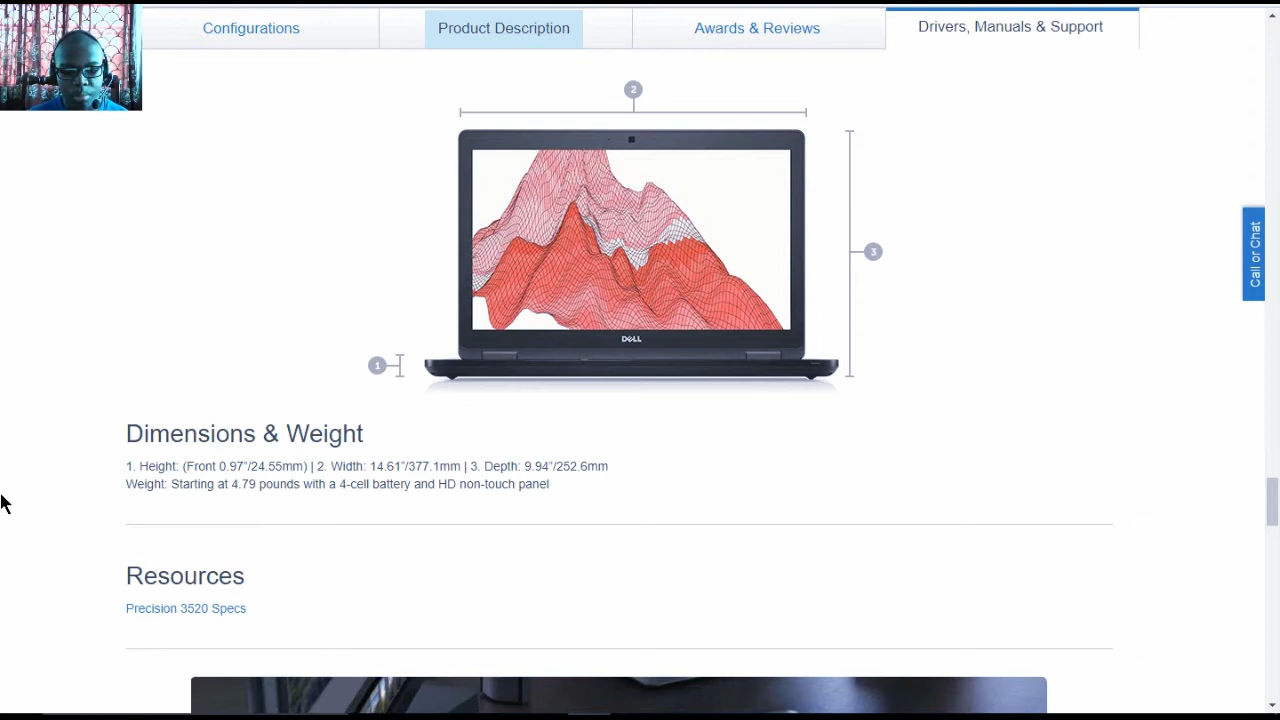 Configurations
Product Description
Awards & Reviews
Drivers, Manuals & Support
2
3
Call or Chat
DELL
1
Dimensions & Weight
1. Height: (Front 0.97"/24.55mm) | 2. Width: 14.61"/377.1mm | 3. Depth: 9.94"/252.6mm
Weight: Starting at 4.79 pounds with a 4-cell battery and HD non-touch panel
Resources
Precision 3520 Specs